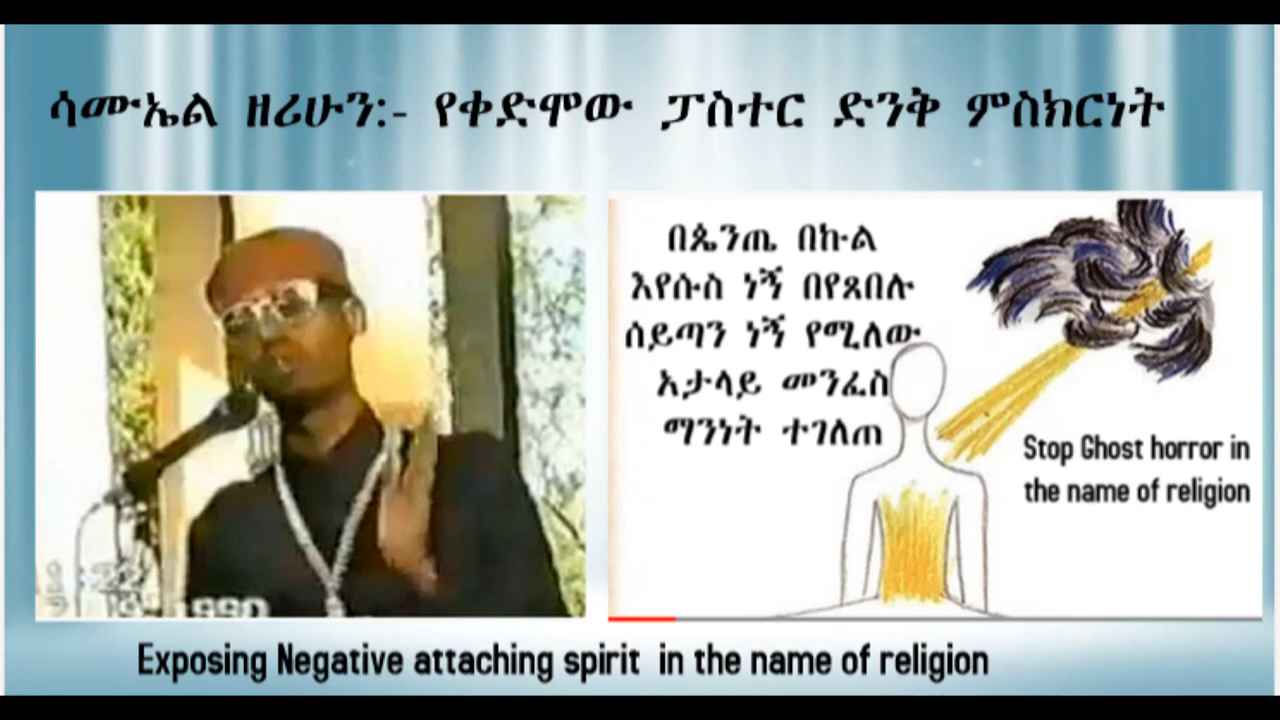 ሳሙኤል ዘሪሁን:- የቀድሞው ፓስተር ድንቅ ምስክርነት
በጴንጤ በኩል
እየሱስ ነኝ በየጸበሉ
ሰይጣን ነኝ የሚለው
አታላይ መንፈስ
ማንነት ተገለጠ
Stop Ghost horror in
the name of religion
Exposing Negative attaching spirit in the name of religion